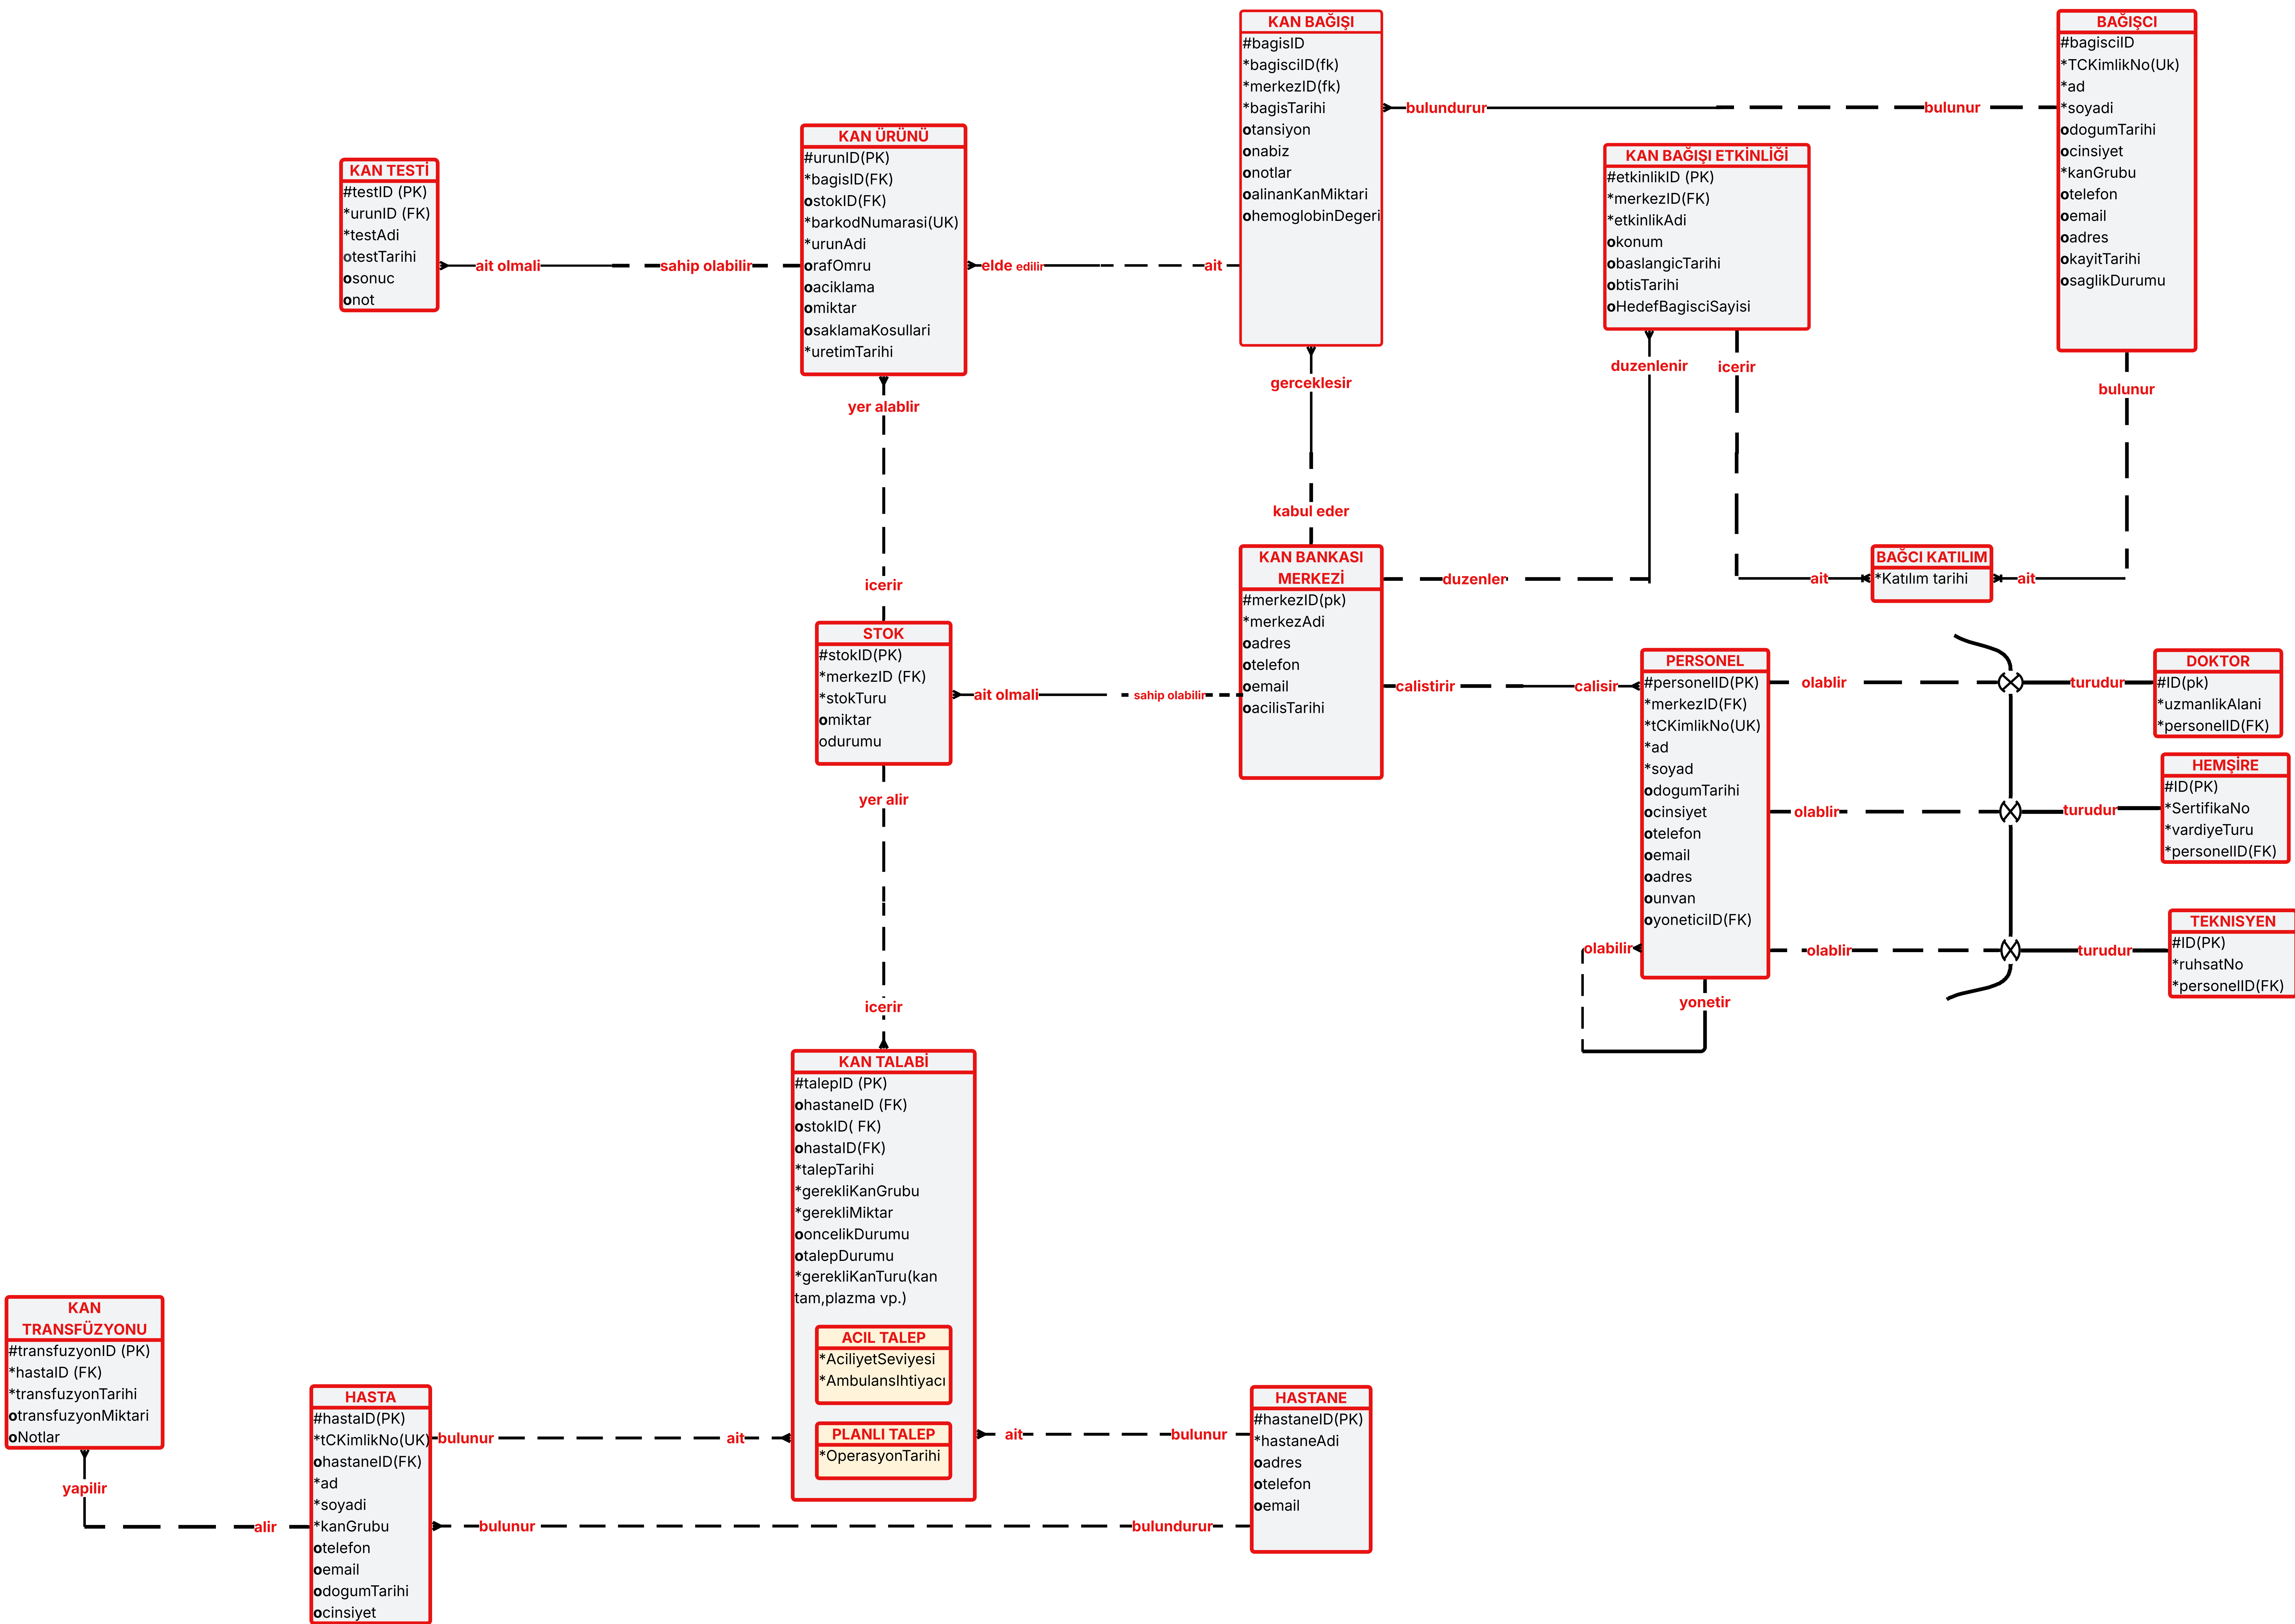 KAN BAĞIŞI
#bagisID
*bagisciID(fk)
*merkezID(fk)
*bagisTarihi
otansiyon
onabiz
onotlar
oalinanKanMiktari
ohemoglobinDegeri
BAĞIŞCI
#bagisciID
*TCKimlikNo(Uk)
*ad
*soyadi
odogumTarihi
ocinsiyet
*kanGrubu
otelefon
oemail
oadres
okayitTarihi
osaglikDurumu
bulundurur
bulunur
KAN ÜRÜNÜ
#urunID(PK)
*bagisID(FK)
ostokID(FK)
*barkodNumarasi(UK)
*urunAdi
orafOmru
oaciklama
omiktar
osaklamaKosullari
*uretimTarihi
KAN BAĞIŞI ETKİNLİĞİ
#etkinlikID (PK)
*merkezID(FK)
*etkinlikAdi
okonum
obaslangicTarihi
obtisTarihi
oHedefBagisciSayisi
KAN TESTİ
#testID (PK)
*urunID (FK)
*testAdi
otestTarihi
osonuc
onot
ait olmali
sahip olabilir
elde edilir
ait
duzenlenir
icerir
gerceklesir
bulunur
yer alablir
kabul eder
KAN BANKASI
MERKEZİ
#merkezID(pk)
*merkezAdi
oadres
otelefon
oemail
oacilisTarihi
BAĞCI KATILIM
*Katılım tarihi
duzenler
ait
ait
icerir
STOK
#stokID(PK)
*merkezID (FK)
*stokTuru
omiktar
odurumu
ait olmali
sahip olabilir
calistirir
calisir
PERSONEL
#personelID(PK)
*merkezID(FK)
*tCKimlikNo(UK)
*ad
*soyad
odogumTarihi
ocinsiyet
otelefon
oemail
oadres
ounvan
oyoneticiID(FK)
olablir
turudur
DOKTOR
#ID(pk)
*uzmanlikAlani
*personelID(FK)
olablir
turudur
HEMŞİRE
#ID(PK)
*SertifikaNo
*vardiyeTuru
*personelID(FK)
olablir
turudur
TEKNISYEN
#ID(PK)
*ruhsatNo
*personelID(FK)
olabilir
yonetir
yer alir
icerir
KAN TALABİ
#talepID (PK)
ohastaneID (FK)
ostokID( FK)
ohastaID(FK)
*talepTarihi
*gerekliKanGrubu
*gerekliMiktar
ooncelikDurumu
otalepDurumu
*gerekliKanTuru(kan
tam,plazma vp.)
ACIL TALEP
*AciliyetSeviyesi
*AmbulansIhtiyacı
PLANLI TALEP
*OperasyonTarihi
KAN
TRANSFÜZYONU
#transfuzyonID (PK)
*hastaID (FK)
*transfuzyonTarihi
otransfuzyonMiktari
oNotlar
HASTA
#hastaID(PK)
*tCKimlikNo(UK)
ohastaneID(FK)
*ad
*soyadi
*kanGrubu
otelefon
oemail
odogumTarihi
ocinsiyet
HASTANE
#hastaneID(PK)
*hastaneAdi
oadres
otelefon
oemail
bulunur
ait
ait
bulunur
yapilir
alir
bulunur
bulundurur